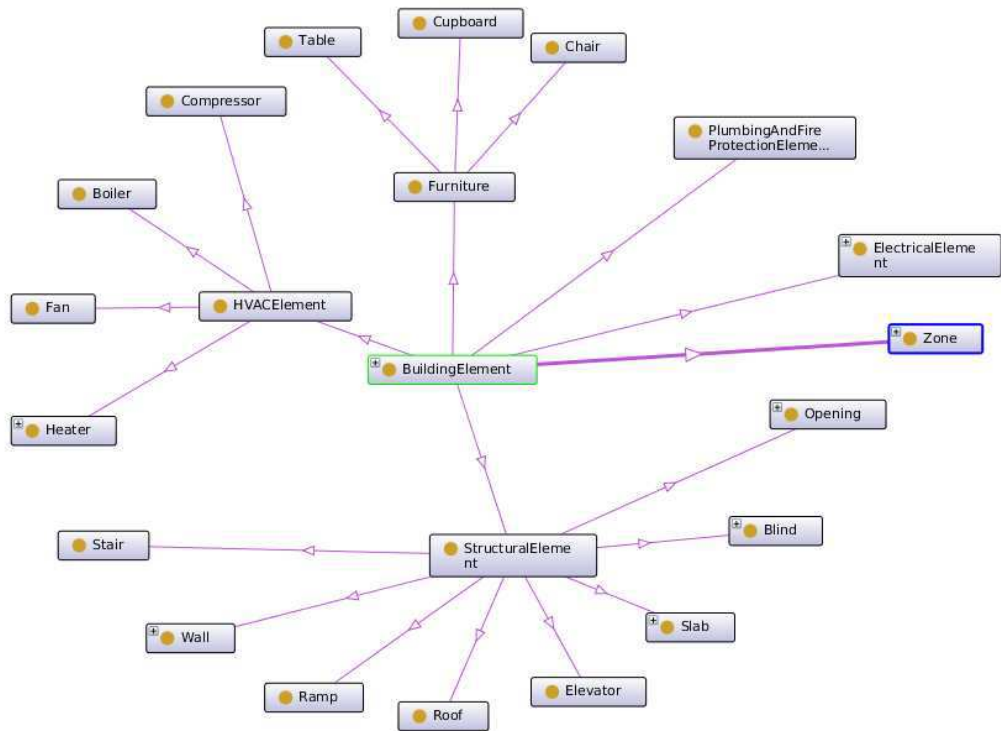 Cupboard
Table
Chair
Compressor
PlumbingAndFire
ProtectionEleme...
Furniture
Boiler
ElectricalEleme
nt
HVACElement
Fan
Zone
BuildingElement
Opening
Heater
Blind
Stair
StructuralEleme
nt
Slab
Wall
Elevator
Ramp
Roof